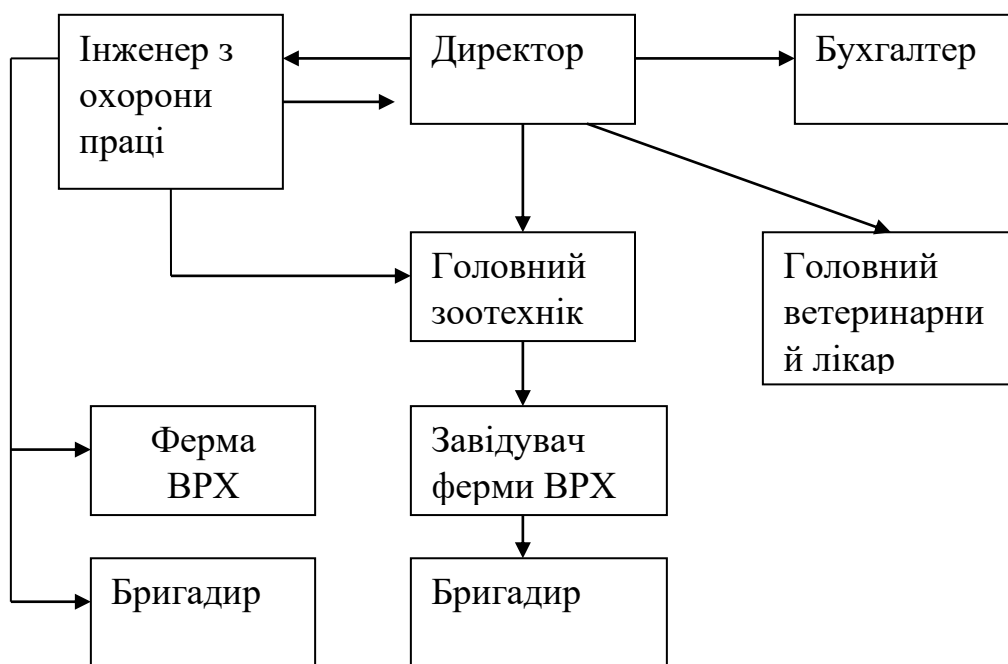 Інженер з
охорони
праці
Директор
Бухгалтер
Головний
зоотехнік
Головний
ветеринарни
й лікар
Ферма
ВРХ
Завідувач
ферми ВРХ
Бригадир
Бригадир